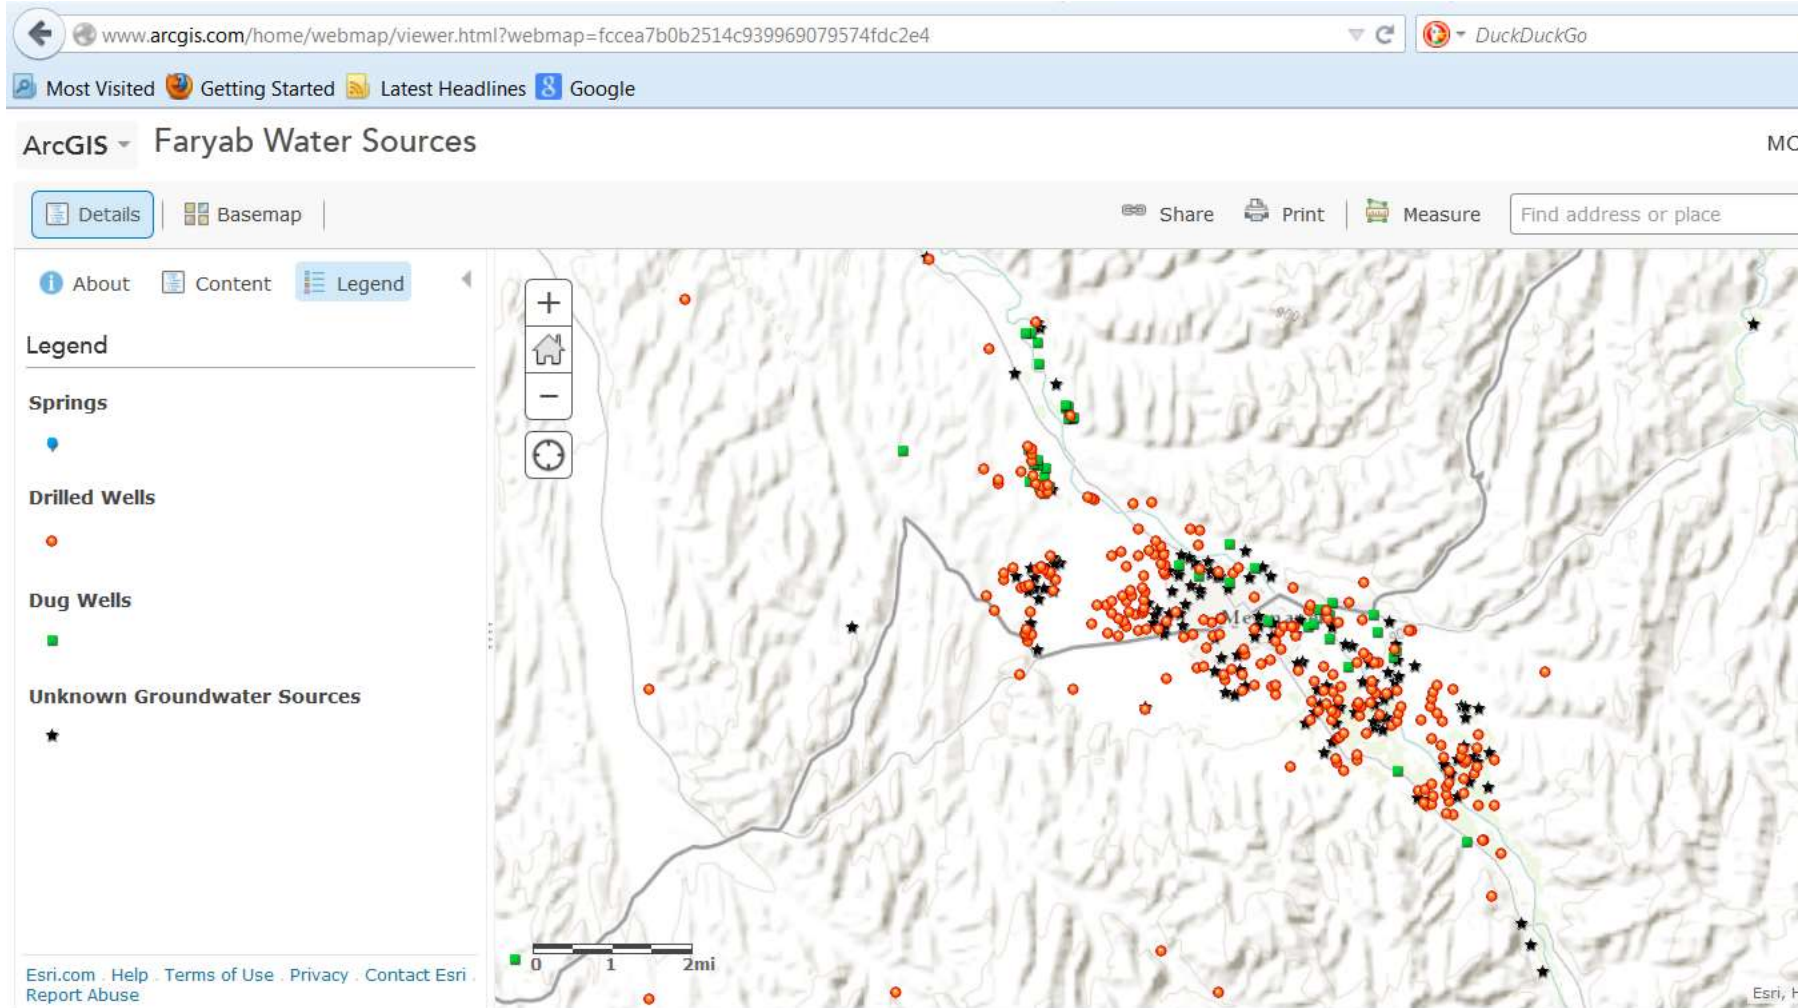 www.arcgis.com/home/webmap/viewer.html?webmap=fccea7b0b2514c939969079574fdc2e4
DuckDuckGo
Most Visited Getting Started Latest Headlines Google
ArcGIS Faryab Water Sources
MO
Details Basemap
Share Print Measure Find address or place
About Content Legend
Legend
Springs
Drilled Wells
Dug Wells
Unknown Groundwater Sources
0 1 2mi
Esri.com . Help . Terms of Use . Privacy . Contact Esri .
Report Abuse
Esri, H